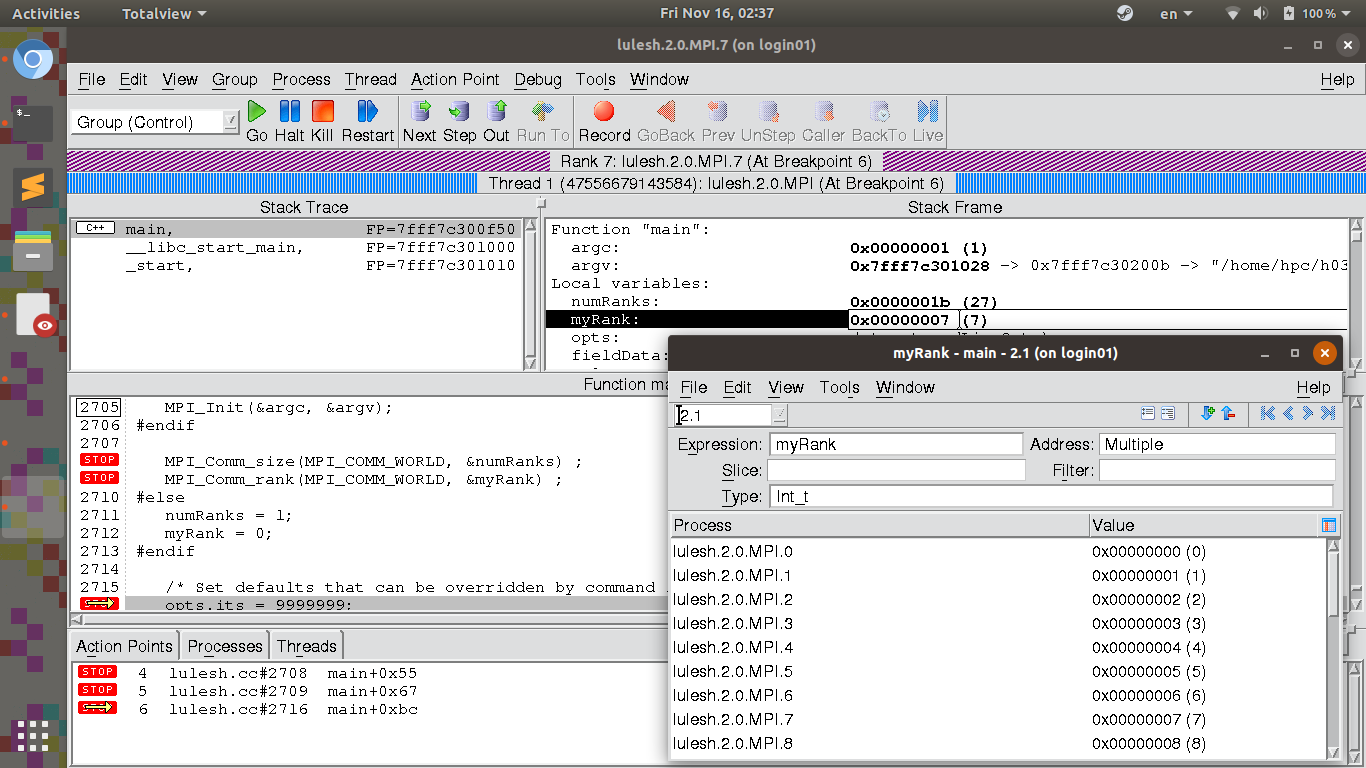 Activities Totalview Fri Nov 16, 02:37 en 100%
lulesh.2.0.MPI.7 (on login01)
File Edit View Group Process Thread Action Point Debug Tools Window Help
Group (Control) Go Halt Kill Restart Next Step Out Run To Record GoBack Prev UnStep Caller BackTo Live
Rank 7: lulesh.2.0.MPI.7 (At Breakpoint 6)
Thread 1 (47556679143584): lulesh.2.0.MPI (At Breakpoint 6)
Stack Trace
C++ main, FP=7fff7c300f50
__libc_start_main, FP=7fff7c301000
_start, FP=7fff7c301010
Stack Frame
Function "main":
argc: 0x00000001 (1)
argv: 0x7fff7c301028 -> 0x7fff7c30200b -> "/home/hpc/h03
Local variables:
numRanks: 0x0000001b (27)
myRank: 0x00000007 (7)
opts:
fieldData:
Function ma
2705 MPI_Init(&argc, &argv);
2706 #endif
2707
STOP MPI_Comm_size(MPI_COMM_WORLD, &numRanks) ;
STOP MPI_Comm_rank(MPI_COMM_WORLD, &myRank) ;
2710 #else
2711 numRanks = 1;
2712 myRank = 0;
2713 #endif
2714
2715 /* Set defaults that can be overridden by command
opts.its = 9999999;
Action Points Processes Threads
STOP 4 lulesh.cc#2708 main+0x55
STOP 5 lulesh.cc#2709 main+0x67
6 lulesh.cc#2716 main+0xbc
myRank - main - 2.1 (on login01)
File Edit View Tools Window Help
2.1
Expression: myRank Address: Multiple
Slice: Filter:
Type: Int_t
Process Value
lulesh.2.0.MPI.0 0x00000000 (0)
lulesh.2.0.MPI.1 0x00000001 (1)
lulesh.2.0.MPI.2 0x00000002 (2)
lulesh.2.0.MPI.3 0x00000003 (3)
lulesh.2.0.MPI.4 0x00000004 (4)
lulesh.2.0.MPI.5 0x00000005 (5)
lulesh.2.0.MPI.6 0x00000006 (6)
lulesh.2.0.MPI.7 0x00000007 (7)
lulesh.2.0.MPI.8 0x00000008 (8)